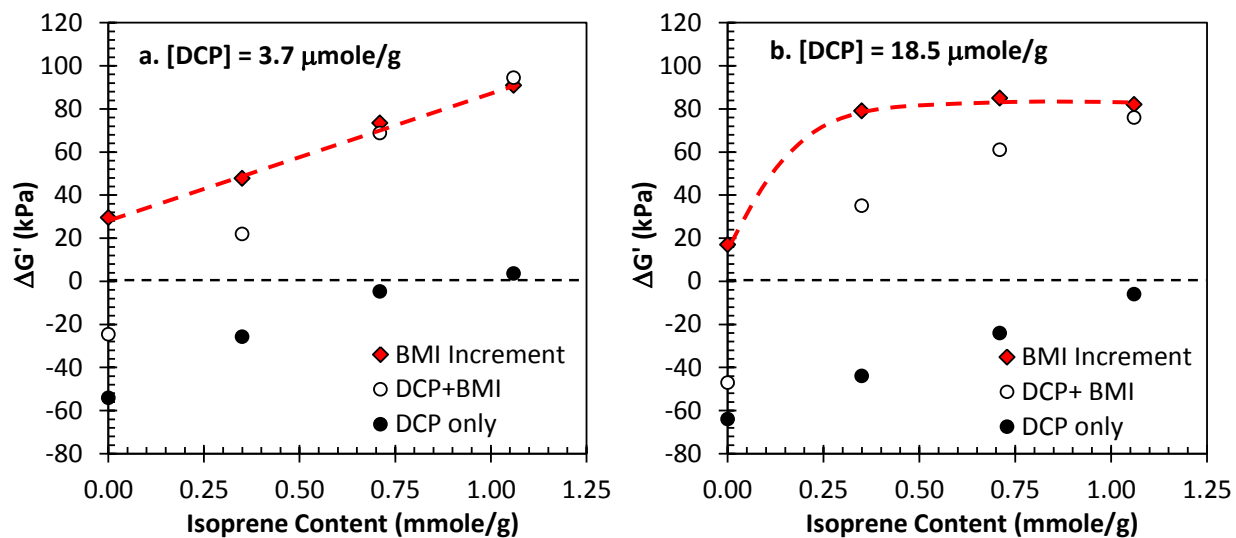 a. [DCP] = 3.7 μmole/g
ΔG' (kPa)
120
100
80
60
40
20
0
-20
-40
-60
-80
BMI Increment
DCP+BMI
DCP only
0.00 0.25 0.50 0.75 1.00 1.25
Isoprene Content (mmole/g)
b. [DCP] = 18.5 μmole/g
ΔG' (kPa)
120
100
80
60
40
20
0
-20
-40
-60
-80
BMI Increment
DCP+ BMI
DCP only
0.00 0.25 0.50 0.75 1.00 1.25
Isoprene Content (mmole/g)